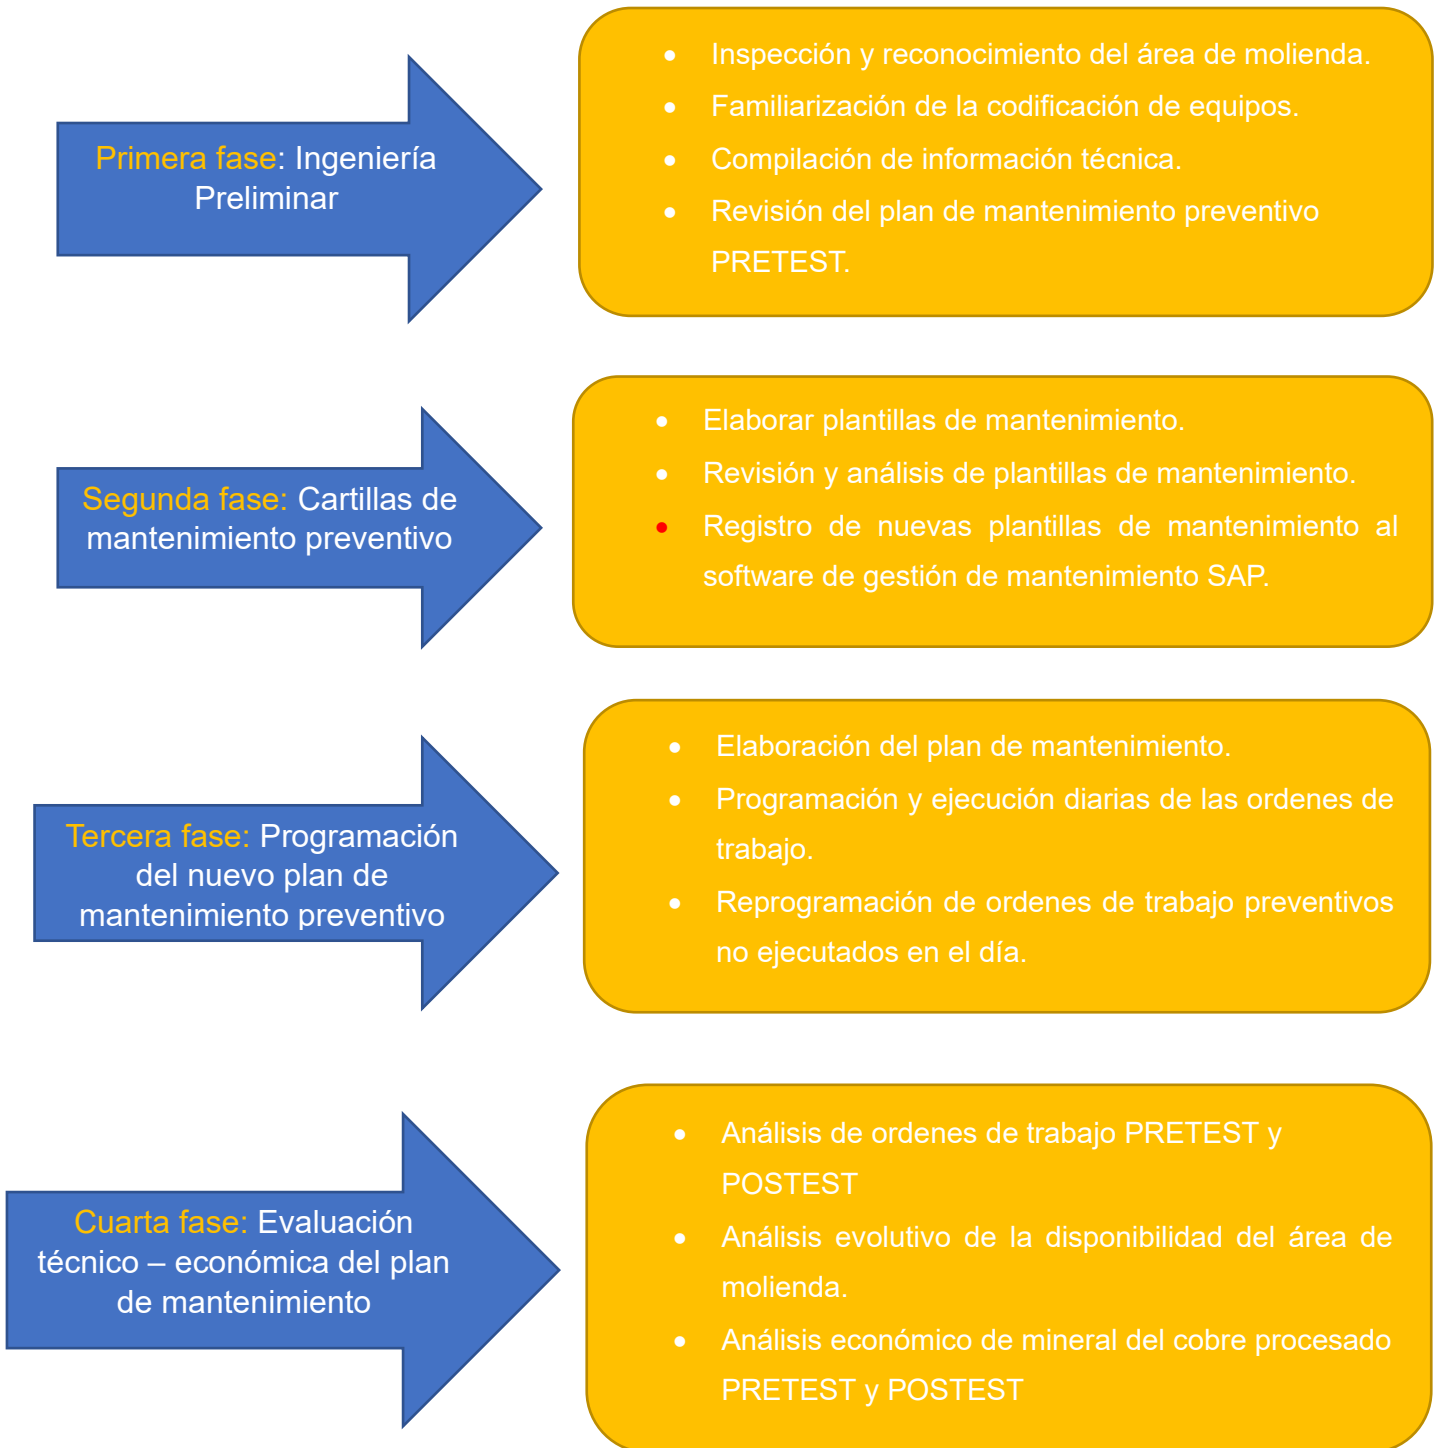 Primera fase: Ingeniería
Preliminar
• Inspección y reconocimiento del área de molienda.
• Familiarización de la codificación de equipos.
• Compilación de información técnica.
• Revisión del plan de mantenimiento preventivo
PRETEST.
Segunda fase: Cartillas de
mantenimiento preventivo
• Elaborar plantillas de mantenimiento.
• Revisión y análisis de plantillas de mantenimiento.
• Registro de nuevas plantillas de mantenimiento al
software de gestión de mantenimiento SAP.
Tercera fase: Programación
del nuevo plan de
mantenimiento preventivo
• Elaboración del plan de mantenimiento.
• Programación y ejecución diarias de las ordenes de
trabajo.
• Reprogramación de ordenes de trabajo preventivos
no ejecutados en el día.
Cuarta fase: Evaluación
técnico – económica del plan
de mantenimiento
• Análisis de ordenes de trabajo PRETEST y
POSTEST
• Análisis evolutivo de la disponibilidad del área de
molienda.
• Análisis económico de mineral del cobre procesado
PRETEST y POSTEST